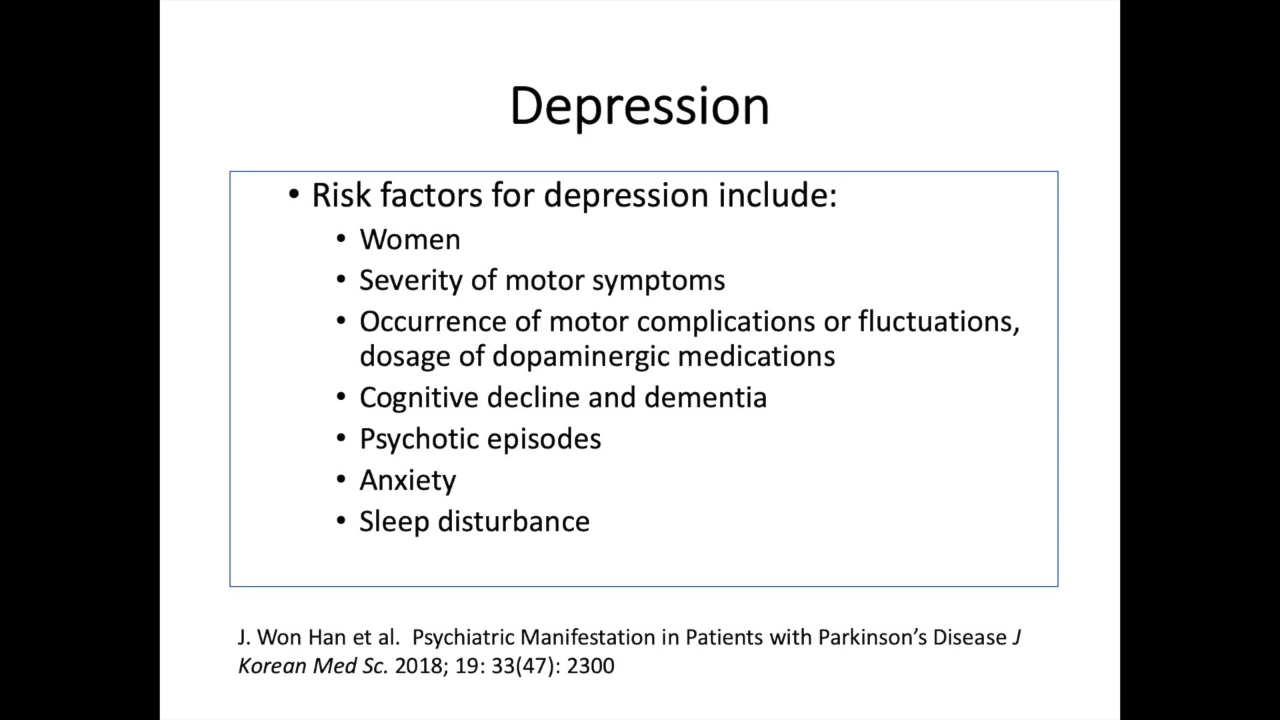 Depression
• Risk factors for depression include:
• Women
• Severity of motor symptoms
• Occurrence of motor complications or fluctuations,
dosage of dopaminergic medications
• Cognitive decline and dementia
• Psychotic episodes
• Anxiety
• Sleep disturbance
J. Won Han et al.  Psychiatric Manifestation in Patients with Parkinson’s Disease J
Korean Med Sc. 2018; 19: 33(47): 2300